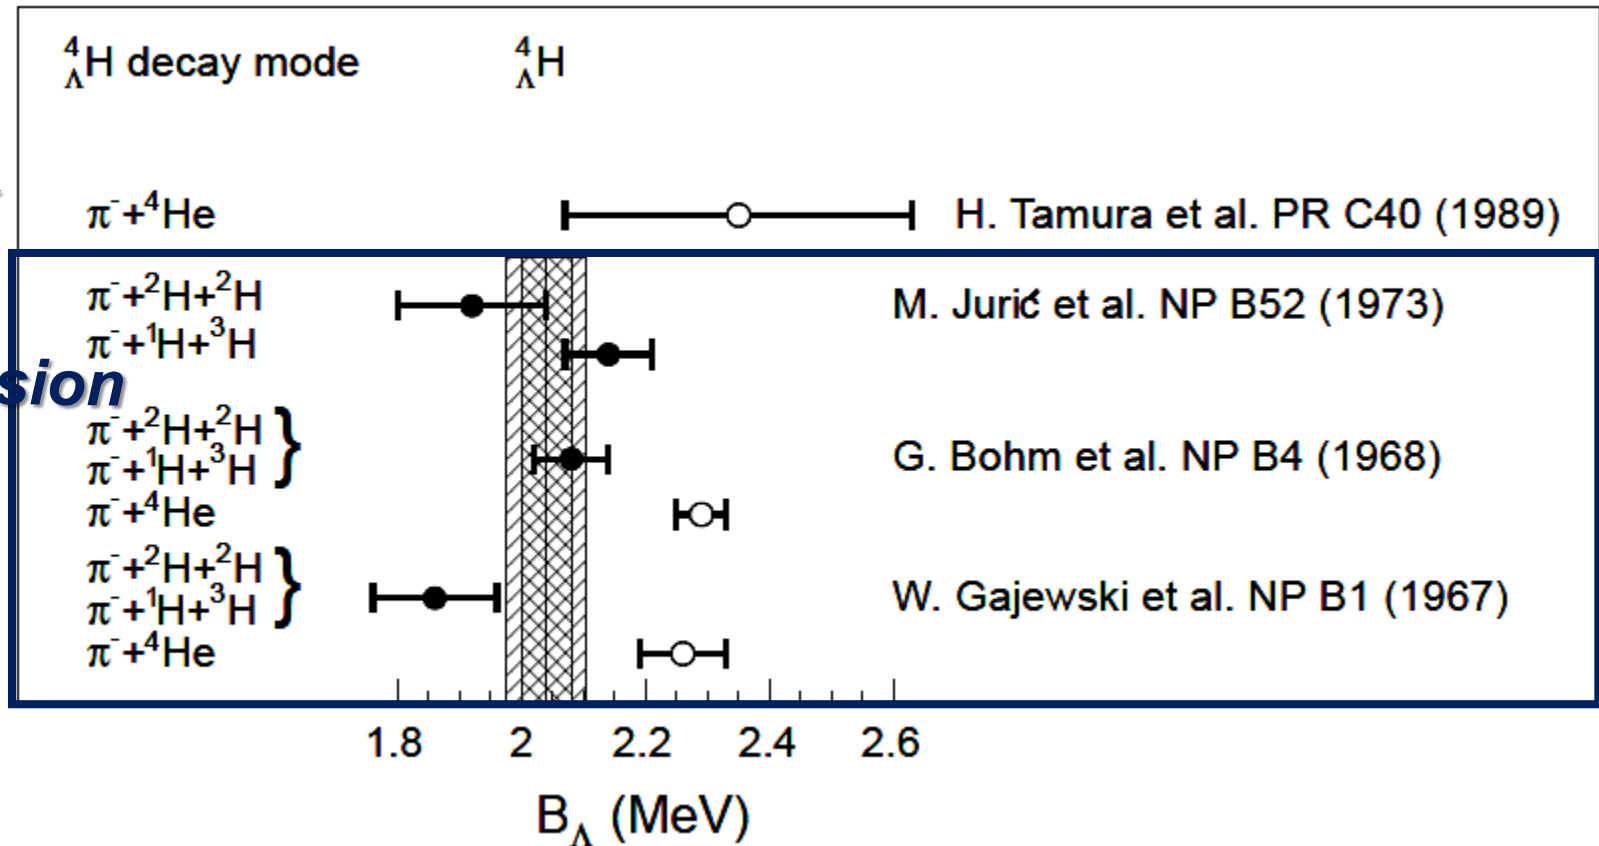 ⁴ΛH decay mode ⁴ΛH
π⁻+⁴He H. Tamura et al. PR C40 (1989)
π⁻+²H+²H M. Jurić et al. NP B52 (1973)
π⁻+¹H+³H
sion
π⁻+²H+²H }
π⁻+¹H+³H G. Bohm et al. NP B4 (1968)
π⁻+⁴He
π⁻+²H+²H }
π⁻+¹H+³H W. Gajewski et al. NP B1 (1967)
π⁻+⁴He
1.8 2 2.2 2.4 2.6
B_Λ (MeV)